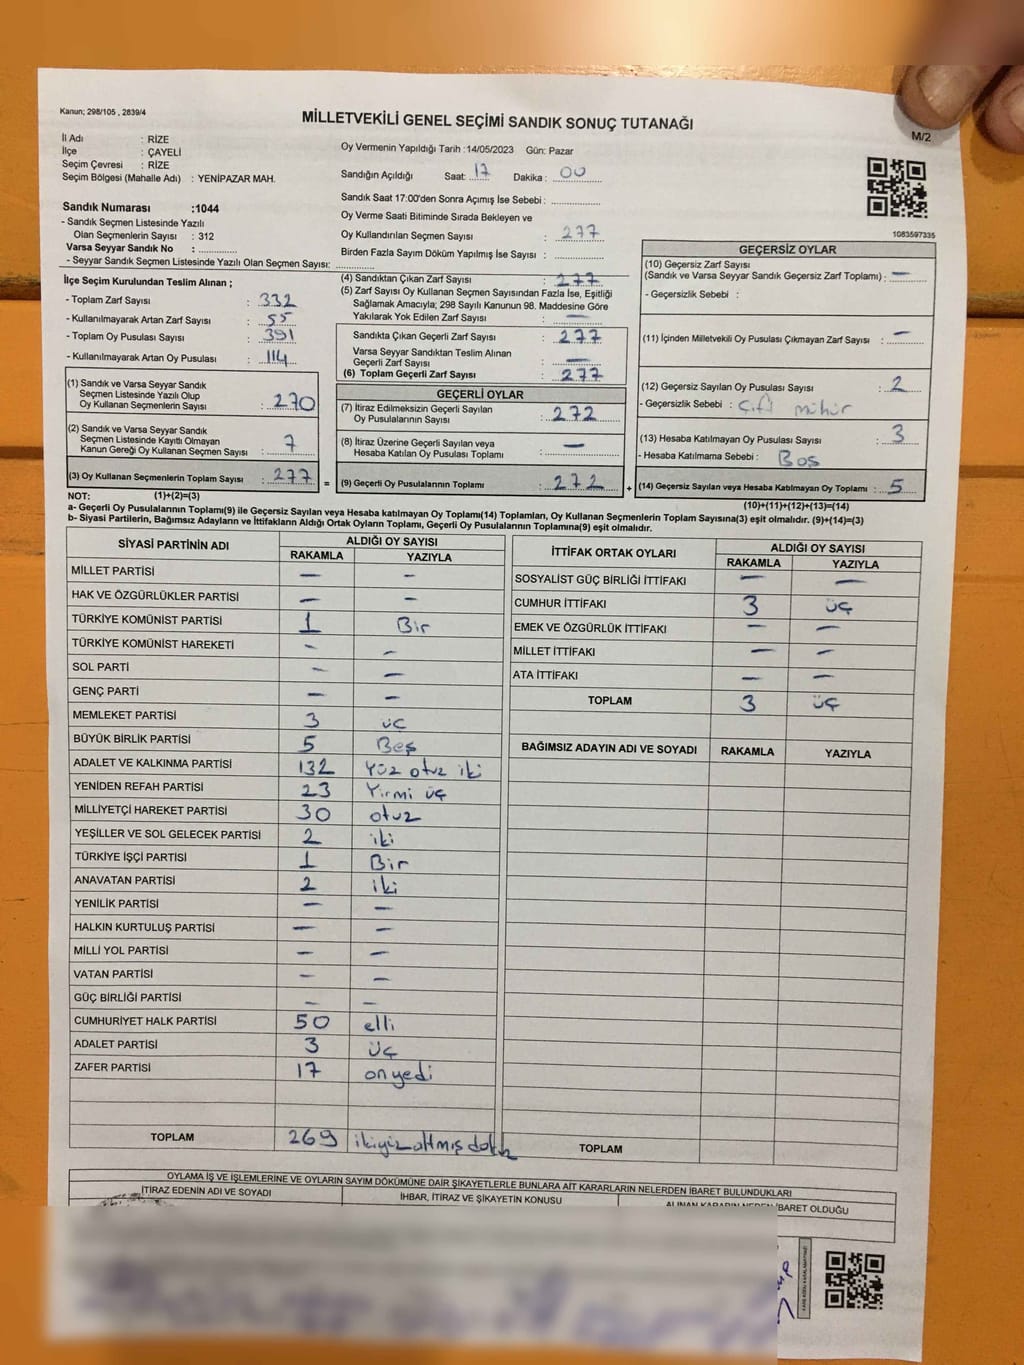 Kanun; 298/105 , 2839/4
MİLLETVEKİLİ GENEL SEÇİMİ SANDIK SONUÇ TUTANAĞI
M/2
İl Adı : RİZE
İlçe : ÇAYELİ
Seçim Çevresi : RİZE
Seçim Bölgesi (Mahalle Adı) : YENİPAZAR MAH.
Sandık Numarası :1044
- Sandık Seçmen Listesinde Yazılı
Olan Seçmenlerin Sayısı : 312
Varsa Seyyar Sandık No :
- Seyyar Sandık Seçmen Listesinde Yazılı Olan Seçmen Sayısı:
Oy Vermenin Yapıldığı Tarih :14/05/2023 Gün: Pazar
Sandığın Açıldığı Saat: 17 Dakika : 00
Sandık Saat 17:00'den Sonra Açımış İse Sebebi :
Oy Verme Saati Bitiminde Sırada Bekleyen ve
Oy Kullandırılan Seçmen Sayısı : 277
Birden Fazla Sayım Döküm Yapılmış İse Sayısı :
1083597335
İlçe Seçim Kurulundan Teslim Alınan ;
- Toplam Zarf Sayısı : 332
- Kullanılmayarak Artan Zarf Sayısı : 55
- Toplam Oy Pusulası Sayısı : 391
- Kullanılmayarak Artan Oy Pusulası : 114
(1) Sandık ve Varsa Seyyar Sandık
Seçmen Listesinde Yazılı Olup
Oy Kullanan Seçmenlerin Sayısı : 270
(2) Sandık ve Varsa Seyyar Sandık
Seçmen Listesinde Kayıtlı Olmayan
Kanun Gereği Oy Kullanan Seçmen Sayısı : 7
(3) Oy Kullanan Seçmenlerin Toplam Sayısı : 277 =
(4) Sandıktan Çıkan Zarf Sayısı : 277
(5) Zarf Sayısı Oy Kullanan Seçmen Sayısından Fazla İse, Eşitliği
Sağlamak Amacıyla; 298 Sayılı Kanunun 98. Maddesine Göre
Yakılarak Yok Edilen Zarf Sayısı : —
Sandıkta Çıkan Geçerli Zarf Sayısı : 277
Varsa Seyyar Sandıktan Teslim Alınan
Geçerli Zarf Sayısı : —
(6) Toplam Geçerli Zarf Sayısı : 277
GEÇERLİ OYLAR
(7) İtiraz Edilmeksizin Geçerli Sayılan
Oy Pusulalarının Sayısı : 272
(8) İtiraz Üzerine Geçerli Sayılan veya
Hesaba Katılan Oy Pusulası Toplamı : —
(9) Geçerli Oy Pusulalarının Toplamı : 272 +
GEÇERSİZ OYLAR
(10) Geçersiz Zarf Sayısı
(Sandık ve Varsa Seyyar Sandık Geçersiz Zarf Toplamı) : —
- Geçersizlik Sebebi :
(11) İçinden Milletvekili Oy Pusulası Çıkmayan Zarf Sayısı : —
(12) Geçersiz Sayılan Oy Pusulası Sayısı : 2
- Geçersizlik Sebebi : Çift mühür
(13) Hesaba Katılmayan Oy Pusulası Sayısı : 3
- Hesaba Katılmama Sebebi : Boş
(14) Geçersiz Sayılan veya Hesaba Katılmayan Oy Toplamı : 5
NOT: (1)+(2)=(3) (10)+(11)+(12)+(13)=(14)
a- Geçerli Oy Pusulalarının Toplamı(9) ile Geçersiz Sayılan veya Hesaba Katılmayan Oy Toplamı(14) Toplamları, Oy Kullanan Seçmenlerin Toplam Sayısına(3) eşit olmalıdır. (9)+(14)=(3)
b- Siyasi Partilerin, Bağımsız Adayların ve İttifakların Aldığı Ortak Oyların Toplamı, Geçerli Oy Pusulalarının Toplamına(9) eşit olmalıdır.
SİYASİ PARTİNİN ADI ALDIĞI OY SAYISI
RAKAMLA YAZIYLA
MİLLET PARTİSİ — —
HAK VE ÖZGÜRLÜKLER PARTİSİ — —
TÜRKİYE KOMÜNİST PARTİSİ 1 Bir
TÜRKİYE KOMÜNİST HAREKETİ — —
SOL PARTİ — —
GENÇ PARTİ — —
MEMLEKET PARTİSİ 3 üç
BÜYÜK BİRLİK PARTİSİ 5 Beş
ADALET VE KALKINMA PARTİSİ 132 Yüz otuz iki
YENİDEN REFAH PARTİSİ 23 Yirmi üç
MİLLİYETÇİ HAREKET PARTİSİ 30 otuz
YEŞİLLER VE SOL GELECEK PARTİSİ 2 iki
TÜRKİYE İŞÇİ PARTİSİ 1 Bir
ANAVATAN PARTİSİ 2 iki
YENİLİK PARTİSİ — —
HALKIN KURTULUŞ PARTİSİ — —
MİLLİ YOL PARTİSİ — —
VATAN PARTİSİ — —
GÜÇ BİRLİĞİ PARTİSİ — —
CUMHURİYET HALK PARTİSİ 50 elli
ADALET PARTİSİ 3 üç
ZAFER PARTİSİ 17 onyedi
TOPLAM 269 ikiyüzaltmışdokuz
İTTİFAK ORTAK OYLARI ALDIĞI OY SAYISI
RAKAMLA YAZIYLA
SOSYALİST GÜÇ BİRLİĞİ İTTİFAKI — —
CUMHUR İTTİFAKI 3 üç
EMEK VE ÖZGÜRLÜK İTTİFAKI — —
MİLLET İTTİFAKI — —
ATA İTTİFAKI — —
TOPLAM 3 üç
BAĞIMSIZ ADAYIN ADI VE SOYADI RAKAMLA YAZIYLA
TOPLAM
OYLAMA İŞ VE İŞLEMLERİNE VE OYLARIN SAYIM DÖKÜMÜNE DAİR ŞİKAYETLERLE BUNLARA AİT KARARLARIN NELERDEN İBARET BULUNDUKLARI
İTİRAZ EDENİN ADI VE SOYADI İHBAR, İTİRAZ VE ŞİKAYETİN KONUSU ALINAN KARARIN NEDEN İBARET OLDUĞU